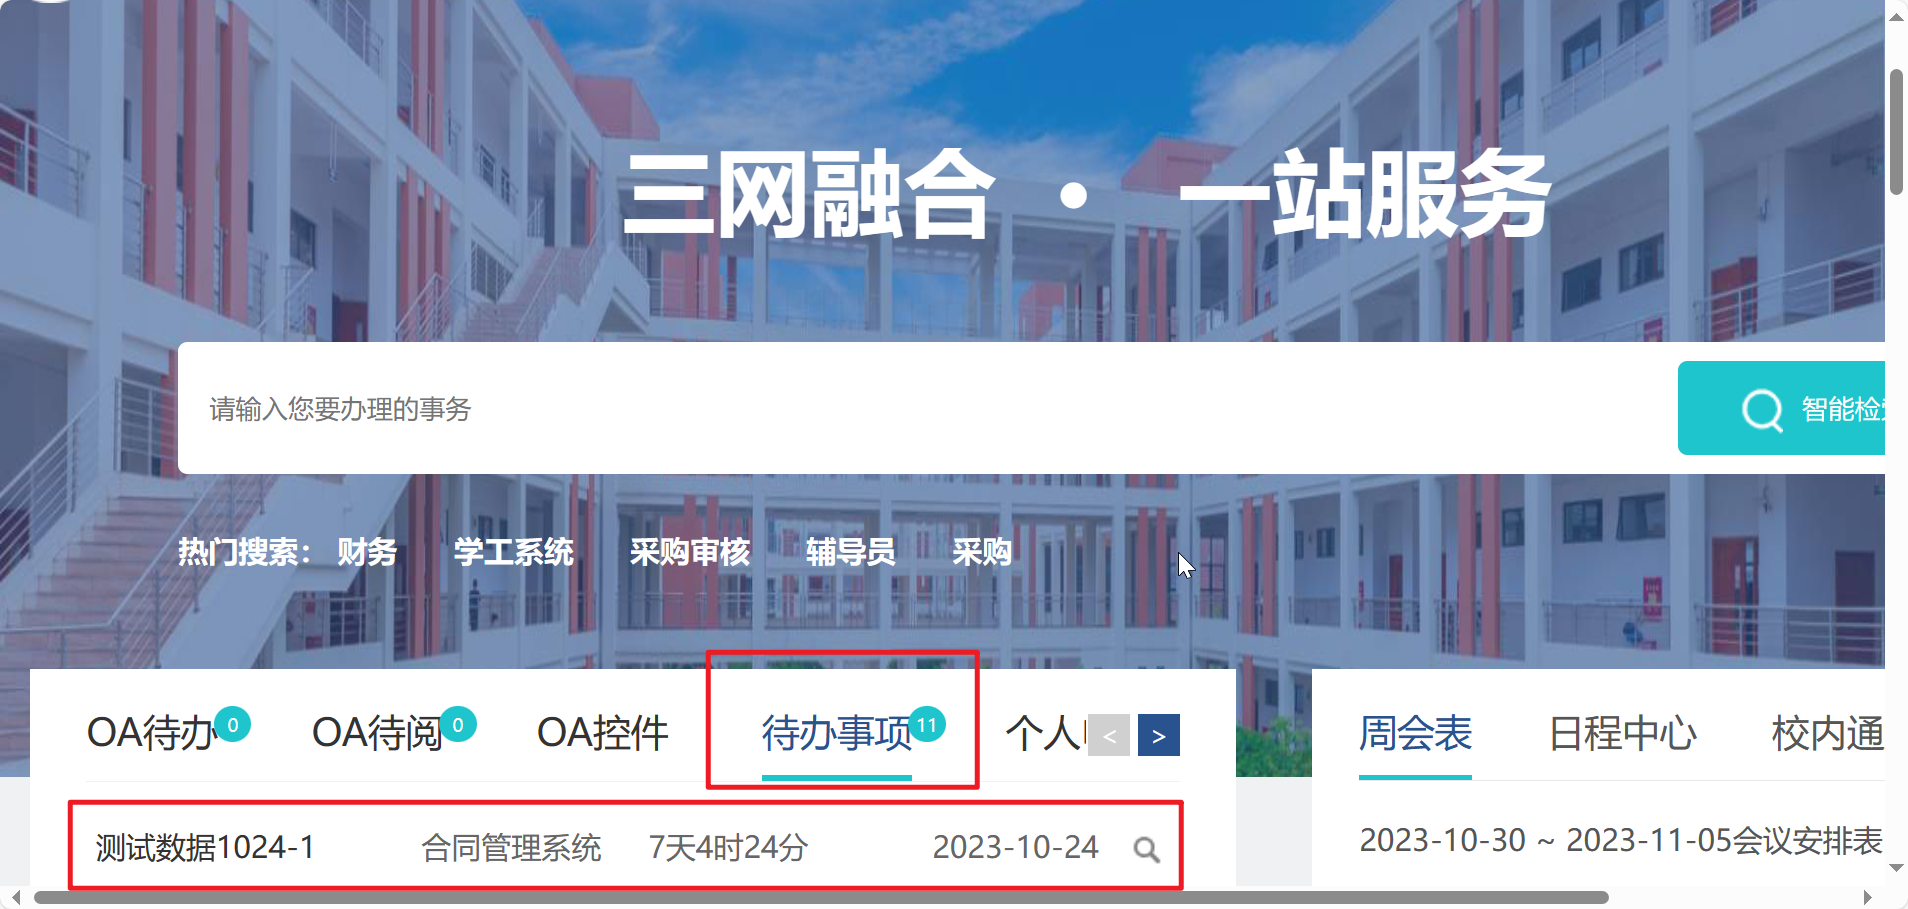 三网融合 · 一站服务
请输入您要办理的事务
智能检
热门搜索： 财务 学工系统 采购审核 辅导员 采购
OA待办 0 OA待阅 0 OA控件 待办事项 11 个人 < >
周会表 日程中心 校内通
测试数据1024-1 合同管理系统 7天4时24分 2023-10-24
2023-10-30 ~ 2023-11-05会议安排表